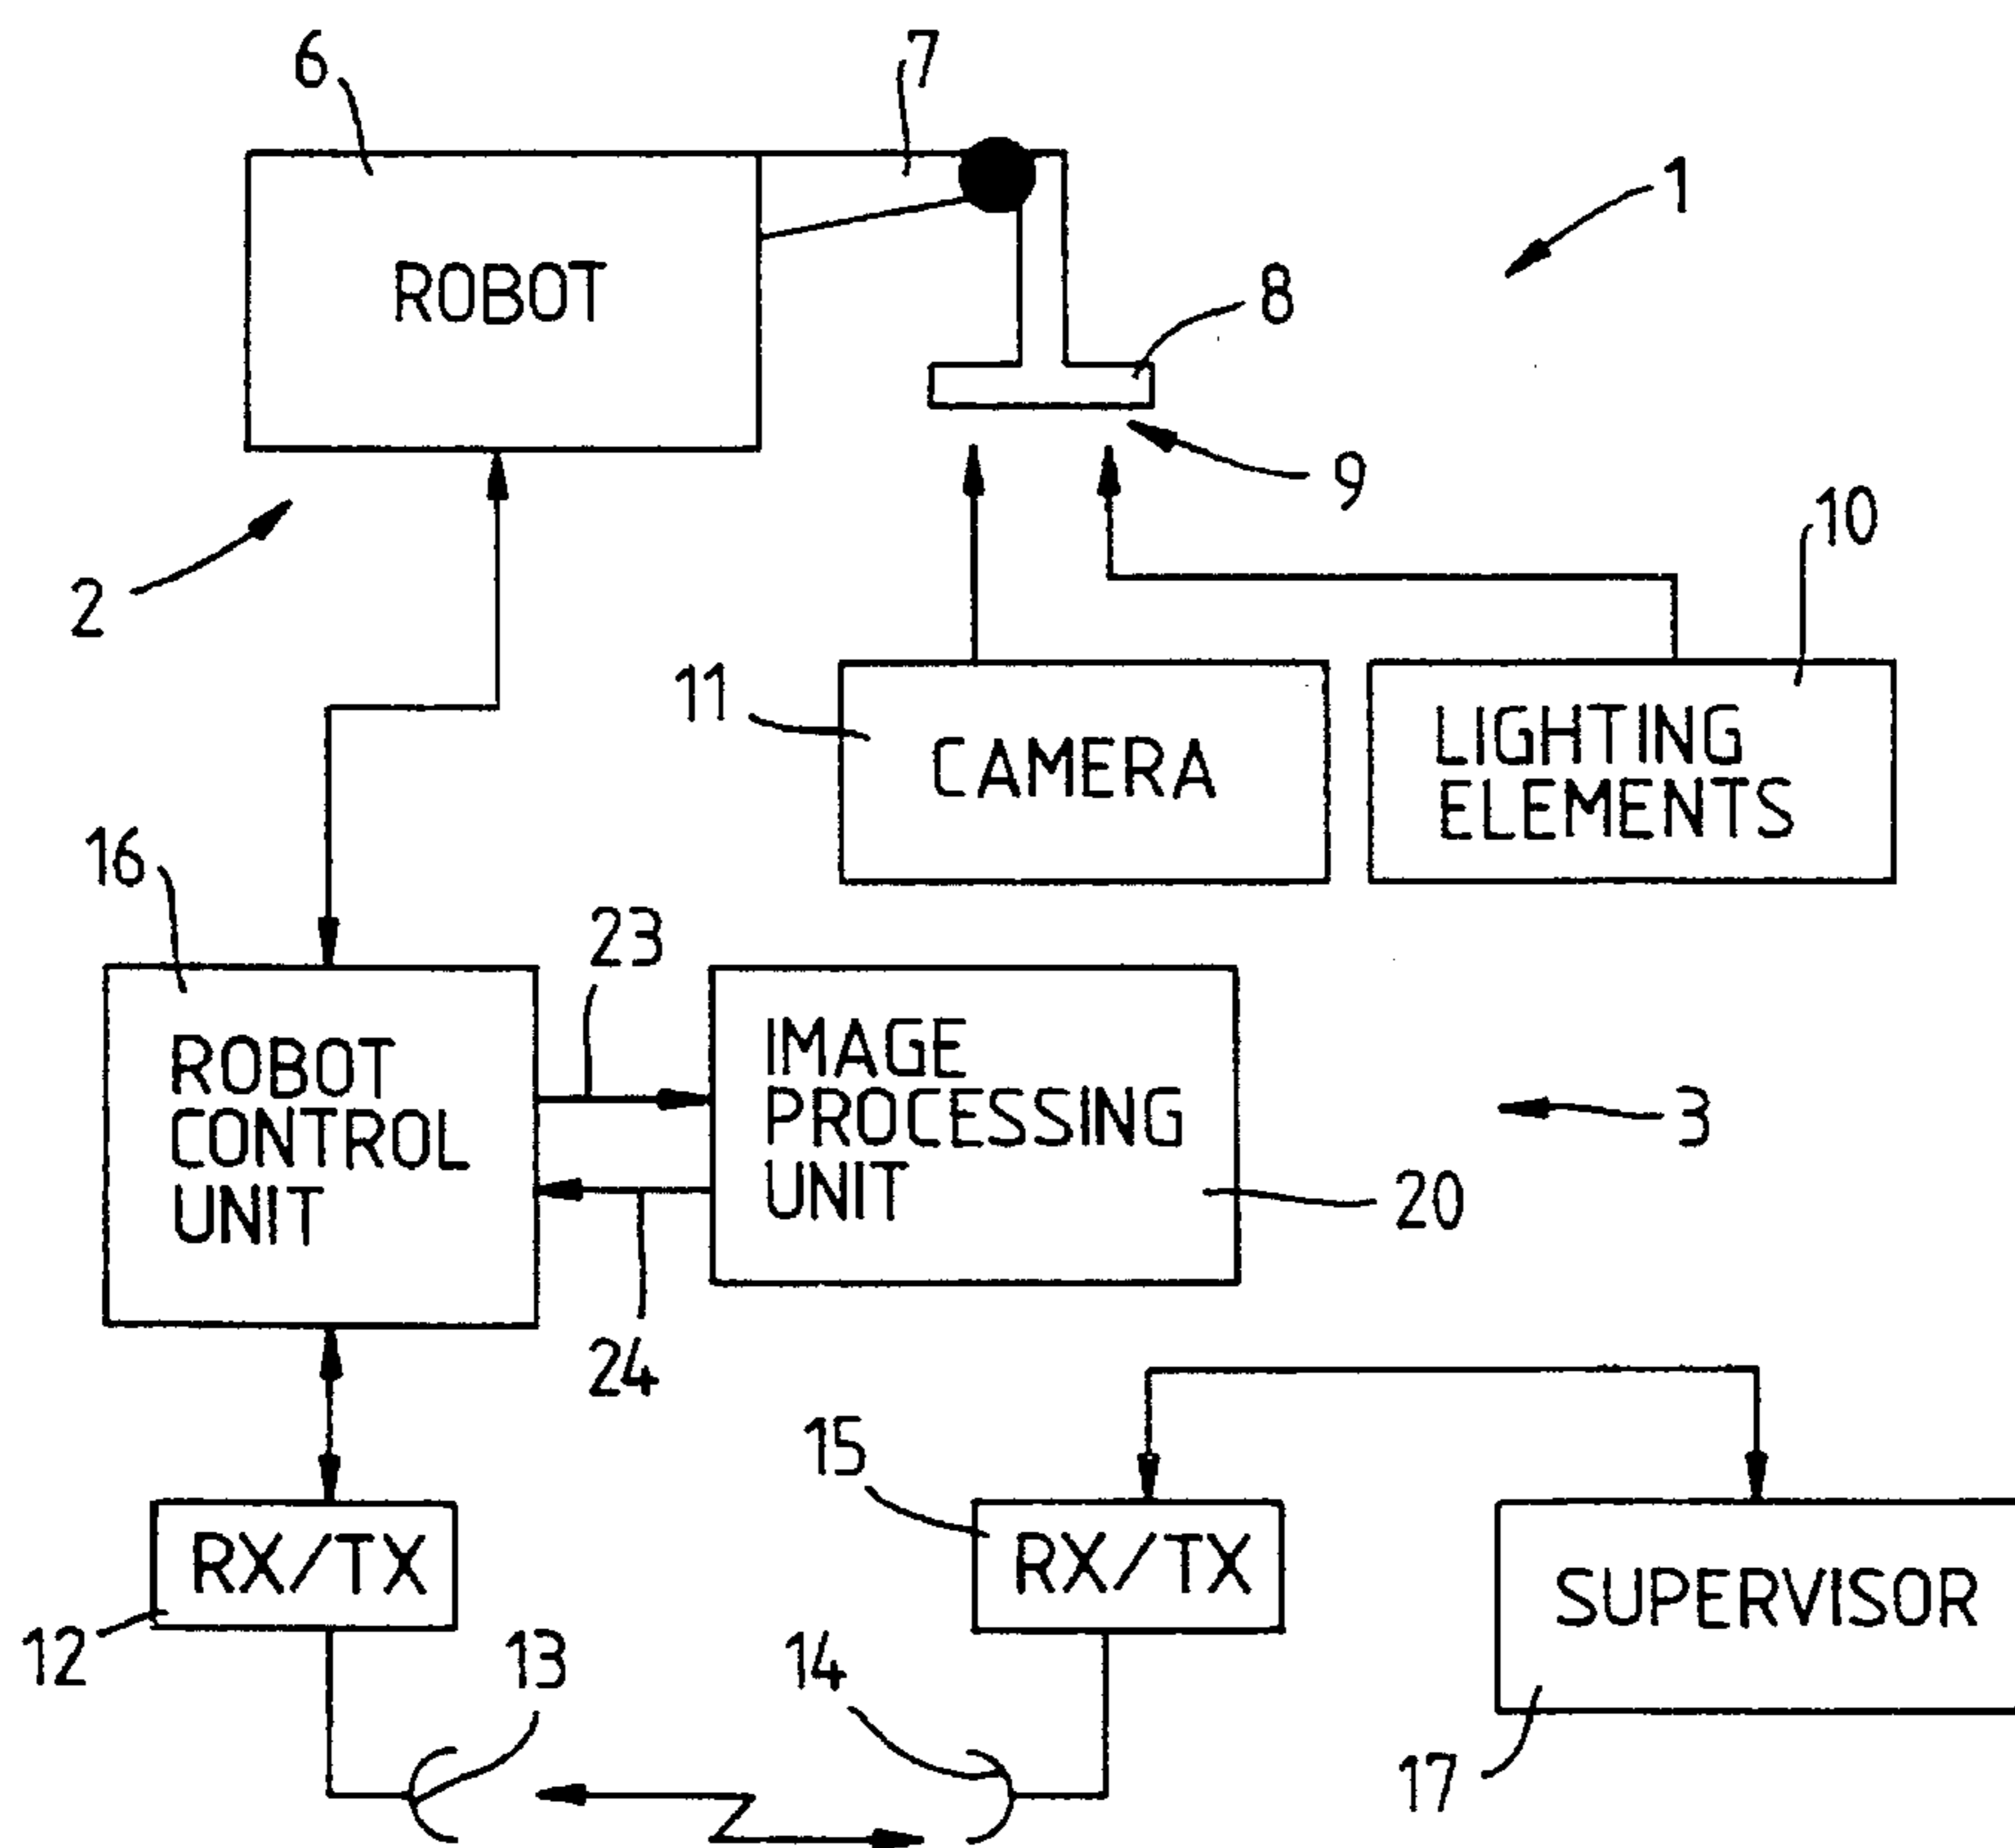 6
7
1
ROBOT
8
9
10
2
11
CAMERA
LIGHTING
ELEMENTS
16
23
ROBOT
CONTROL
UNIT
IMAGE
PROCESSING
UNIT
3
20
24
15
RX/TX
RX/TX
SUPERVISOR
12
13
14
17